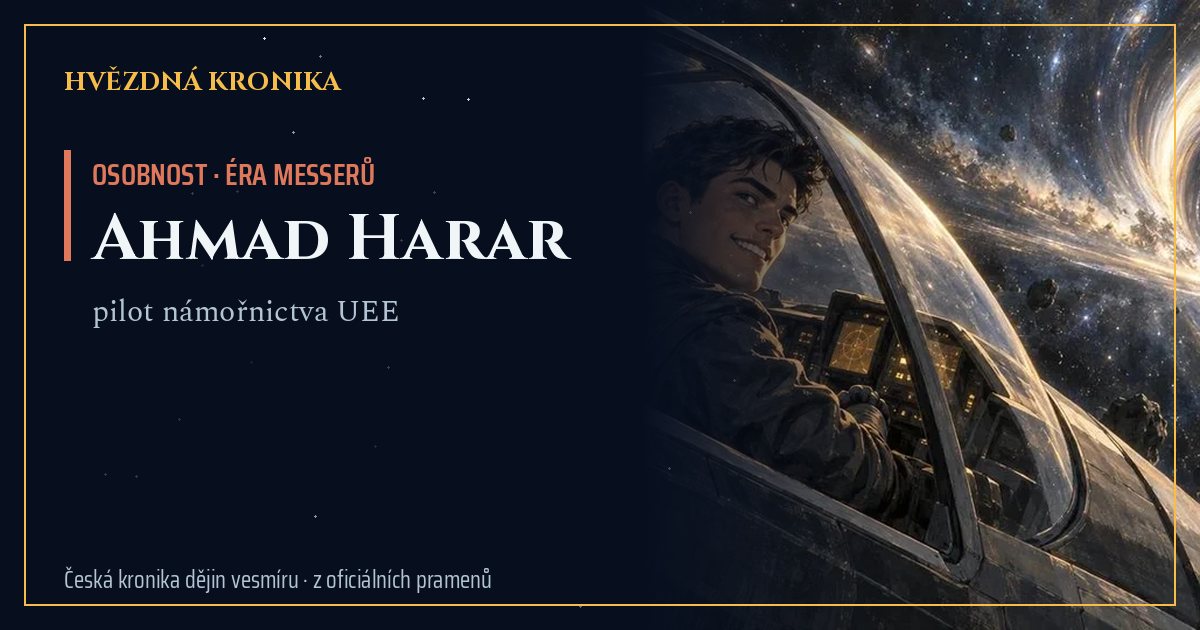 HVĚZDNÁ KRONIKA
OSOBNOST · ÉRA MESSERŮ
AHMAD HARAR
pilot námořnictva UEE
Česká kronika dějin vesmíru · z oficiálních pramenů